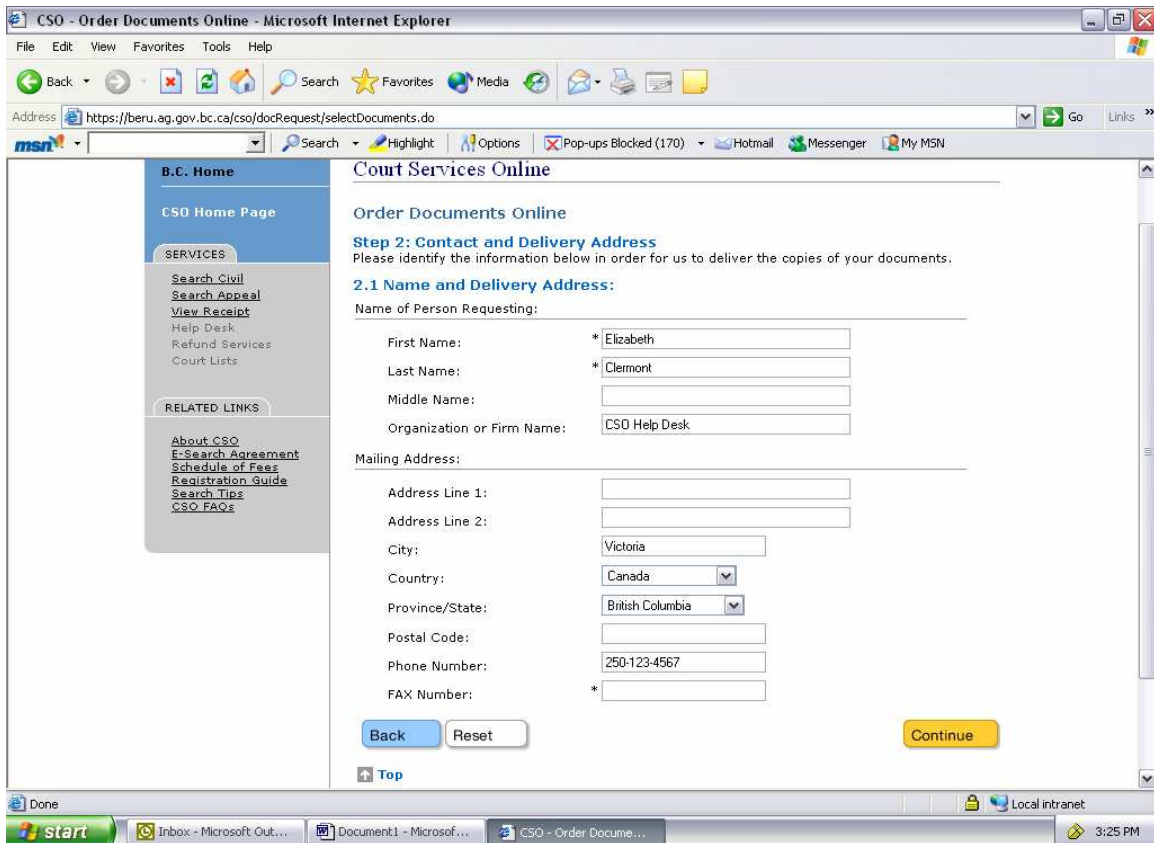 CSO - Order Documents Online - Microsoft Internet Explorer
File Edit View Favorites Tools Help
Back Search Favorites Media
Address https://beru.ag.gov.bc.ca/cso/docRequest/selectDocuments.do Go Links »
msn Search Highlight Options Pop-ups Blocked (170) Hotmail Messenger My MSN
B.C. Home
CSO Home Page
SERVICES
Search Civil
Search Appeal
View Receipt
Help Desk
Refund Services
Court Lists
RELATED LINKS
About CSO
E-Search Agreement
Schedule of Fees
Registration Guide
Search Tips
CSO FAQs
Court Services Online
Order Documents Online
Step 2: Contact and Delivery Address
Please identify the information below in order for us to deliver the copies of your documents.
2.1 Name and Delivery Address:
Name of Person Requesting:
First Name: * Elizabeth
Last Name: * Clermont
Middle Name:
Organization or Firm Name: CSO Help Desk
Mailing Address:
Address Line 1:
Address Line 2:
City: Victoria
Country: Canada
Province/State: British Columbia
Postal Code:
Phone Number: 250-123-4567
FAX Number: *
Back Reset Continue
Top
Done Local intranet
start Inbox - Microsoft Out... Document1 - Microsof... CSO - Order Docume... 3:25 PM